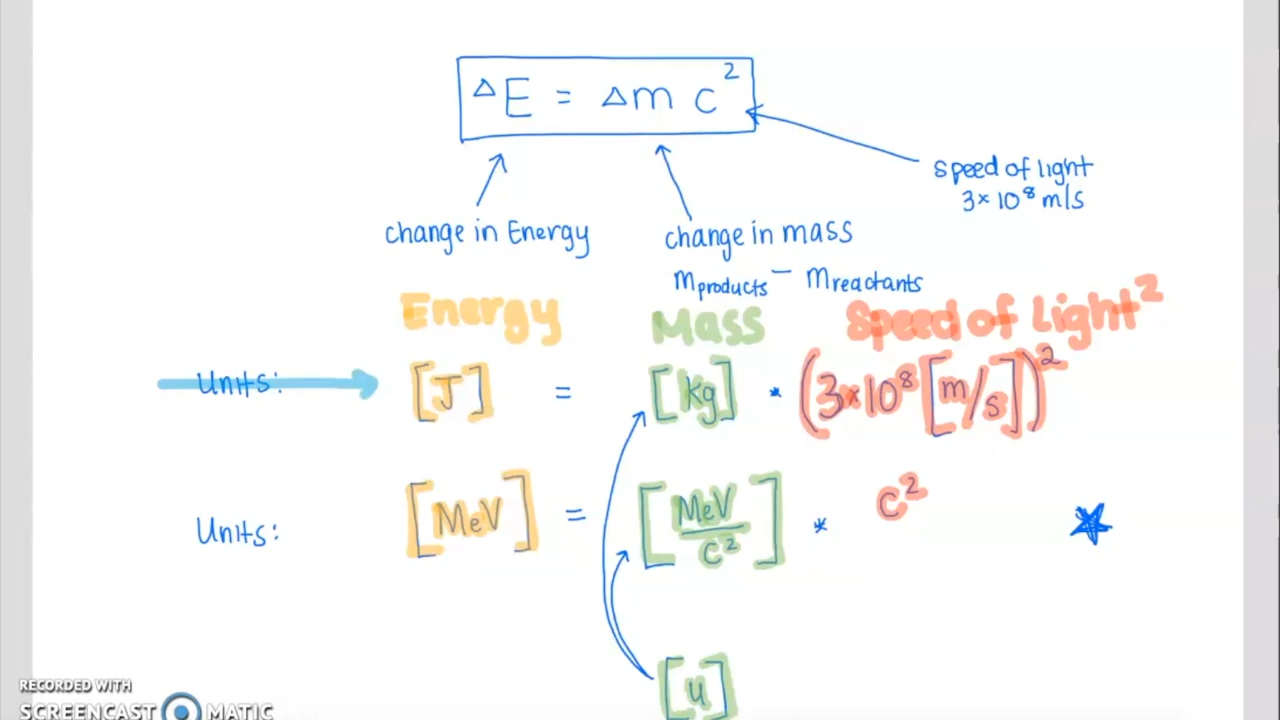 ΔE = Δm c²
speed of light
3×10⁸ m/s
change in Energy
change in mass
mproducts − mreactants
Energy Mass Speed of Light²
Units: [J] = [Kg] * (3×10⁸ [m/s])²
Units: [MeV] = [MeV/C²] * C²
[u]
RECORDED WITH
SCREENCAST MATIC